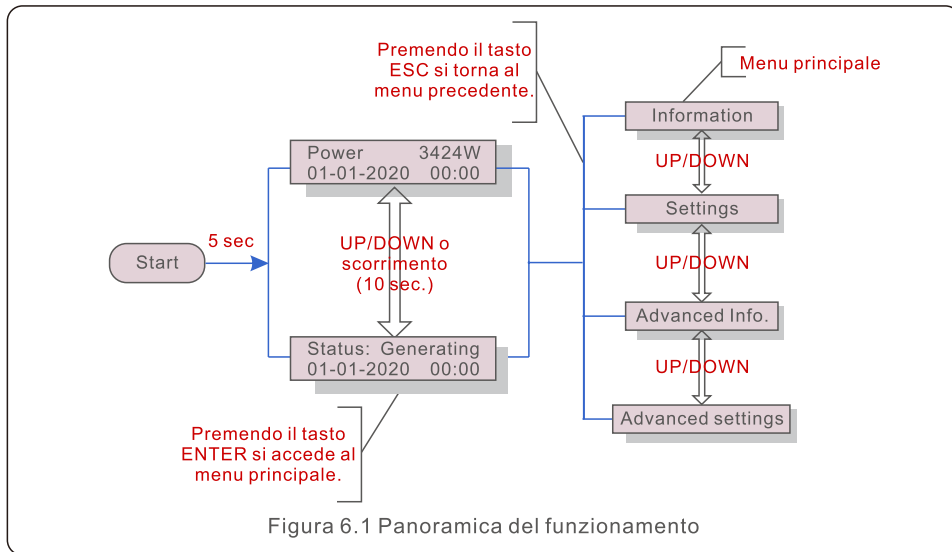 Premendo il tasto
ESC si torna al
menu precedente.
Menu principale
Information
UP/DOWN
Settings
UP/DOWN
Advanced Info.
UP/DOWN
Advanced settings
Power 3424W
01-01-2020 00:00
5 sec
Start
UP/DOWN o
scorrimento
(10 sec.)
Status: Generating
01-01-2020 00:00
Premendo il tasto
ENTER si accede al
menu principale.
Figura 6.1 Panoramica del funzionamento